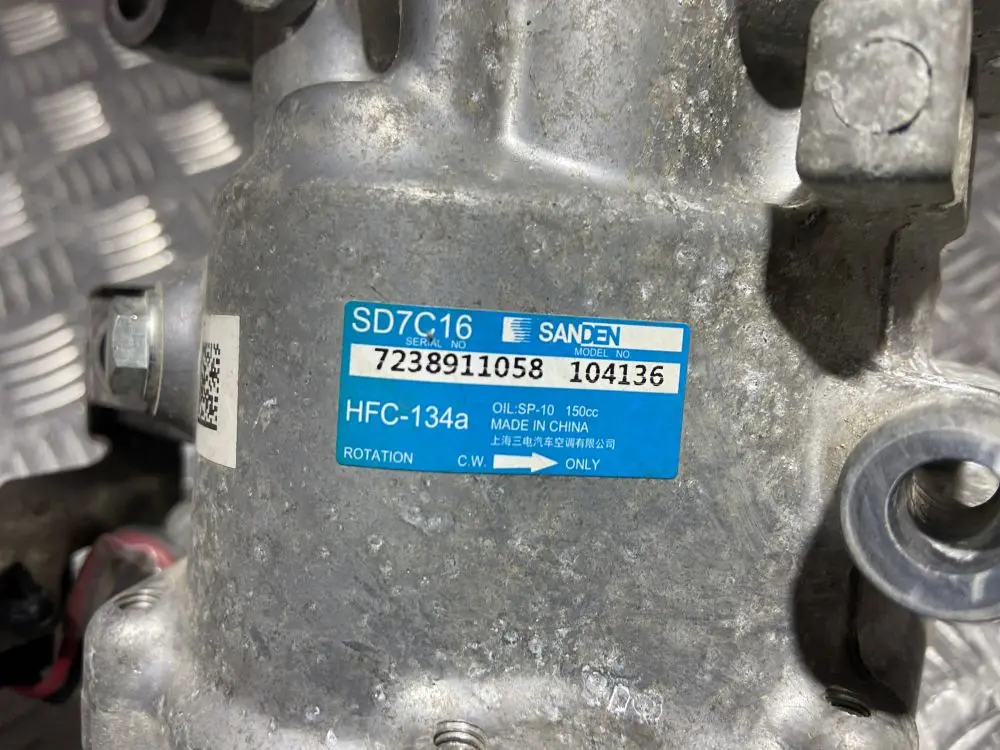 SD7C16 SANDEN
SERIAL NO MODEL NO.
7238911058 104136
HFC-134a OIL:SP-10 150cc
MADE IN CHINA
上海三电汽车空调有限公司
ROTATION C.W. ONLY